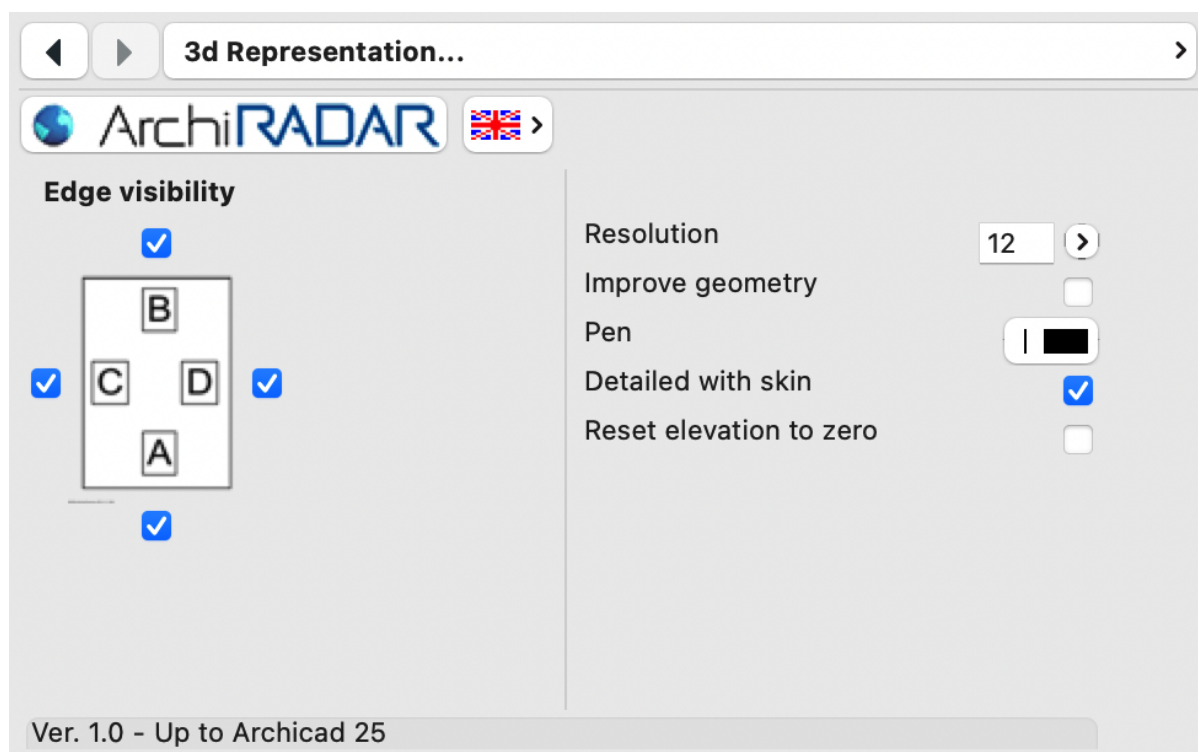 3d Representation...
ArchiRADAR
Edge visibility
B
C D
A
Resolution 12
Improve geometry
Pen
Detailed with skin
Reset elevation to zero
Ver. 1.0 - Up to Archicad 25